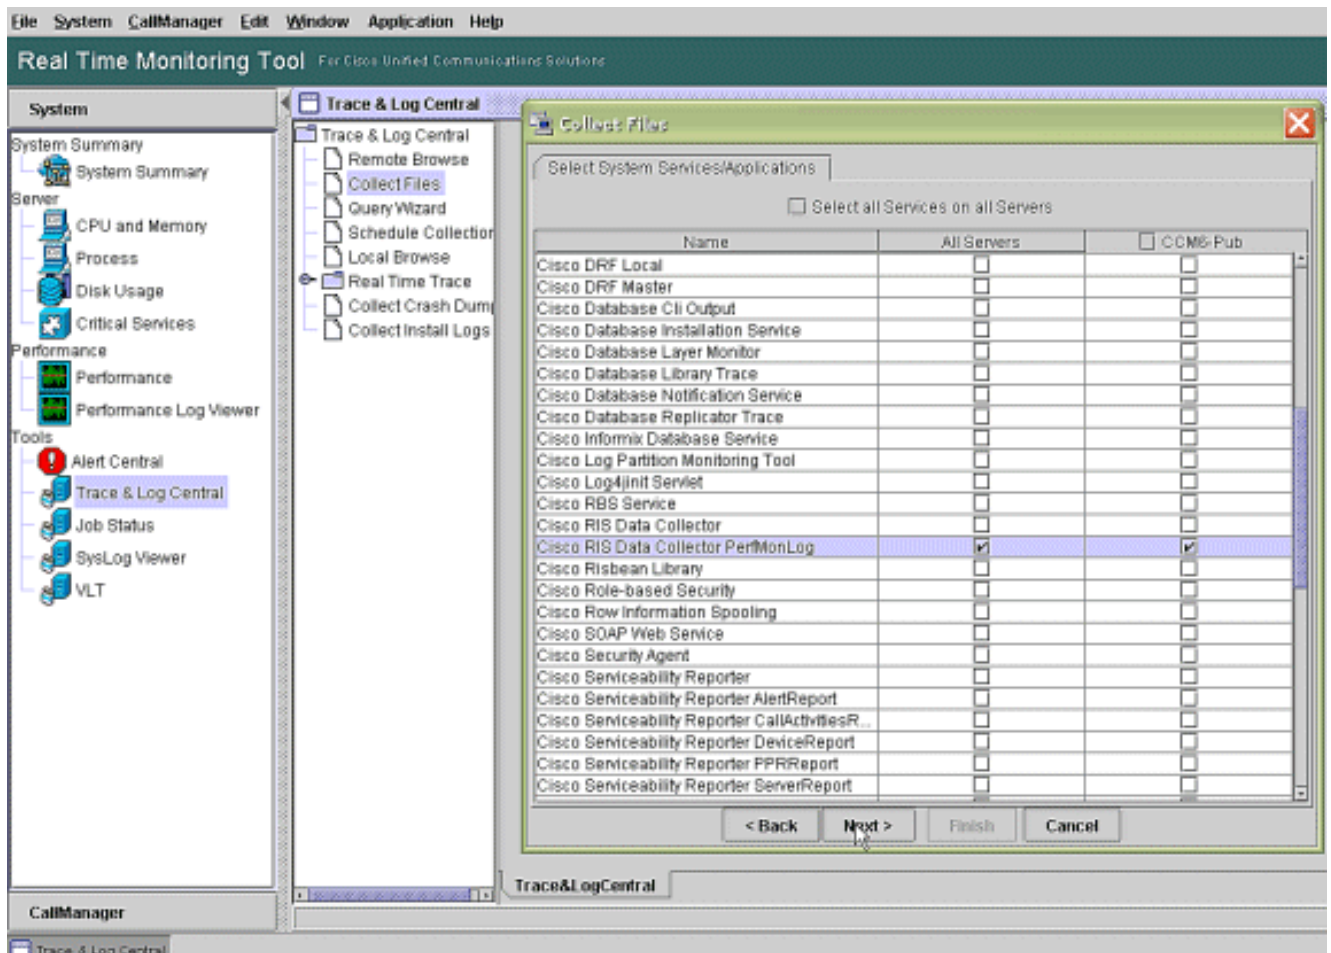 File System CallManager Edit Window Application Help
Real Time Monitoring Tool For Cisco Unified Communications Solutions
System
System Summary
System Summary
Server
CPU and Memory
Process
Disk Usage
Critical Services
Performance
Performance
Performance Log Viewer
Tools
Alert Central
Trace & Log Central
Job Status
SysLog Viewer
VLT
CallManager
Trace & Log Central
Trace & Log Central
Remote Browse
Collect Files
Query Wizard
Schedule Collection
Local Browse
Real Time Trace
Collect Crash Dum
Collect Install Logs
Collect Files
Select System Services/Applications
Select all Services on all Servers
Name All Servers CCM6-Pub
Cisco DRF Local
Cisco DRF Master
Cisco Database Cli Output
Cisco Database Installation Service
Cisco Database Layer Monitor
Cisco Database Library Trace
Cisco Database Notification Service
Cisco Database Replicator Trace
Cisco Informix Database Service
Cisco Log Partition Monitoring Tool
Cisco Log4jinit Servlet
Cisco RBS Service
Cisco RIS Data Collector
Cisco RIS Data Collector PerfMonLog
Cisco Risbean Library
Cisco Role-based Security
Cisco Row Information Spooling
Cisco SOAP Web Service
Cisco Security Agent
Cisco Serviceability Reporter
Cisco Serviceability Reporter AlertReport
Cisco Serviceability Reporter CallActivitiesR...
Cisco Serviceability Reporter DeviceReport
Cisco Serviceability Reporter PPRReport
Cisco Serviceability Reporter ServerReport
< Back Next > Finish Cancel
Trace&LogCentral
Trace & Log Central